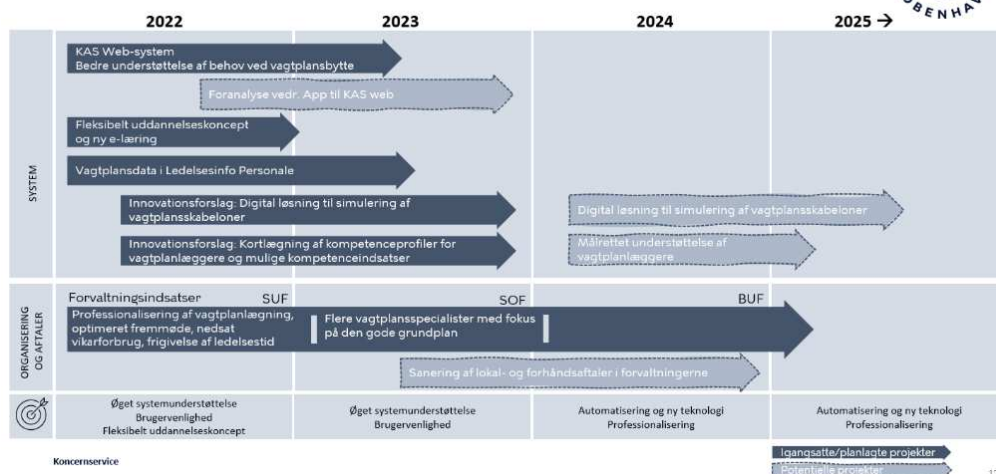 ØBENHAV
2022
2023
2024
2025 →
SYSTEM
KAS Web-system
Bedre understøttelse af behov ved vagtplansbytte
Foranalyse vedr. App til KAS web
Fleksibelt uddannelseskoncept
og ny e-læring
Vagtplansdata i Ledelsesinfo Personale
Innovationsforslag: Digital løsning til simulering af
vagtplansskabeloner
Digital løsning til simulering af vagtplansskabeloner
Innovationsforslag: Kortlægning af kompetenceprofiler for
vagtplanlæggere og mulige kompetenceindsatser
Målrettet understøttelse af
vagtplanlæggere
ORGANISERING
OG AFTALER
Forvaltningsindsatser
SUF
SOF
BUF
Professionalisering af vagtplanlægning,
optimeret fremmøde, nedsat
vikarforbrug, frigivelse af ledelsestid
Flere vagtplansspecialister med fokus
på den gode grundplan
Sanering af lokal- og forhåndsaftaler i forvaltningerne
Øget systemunderstøttelse
Brugervenlighed
Fleksibelt uddannelseskoncept
Øget systemunderstøttelse
Brugervenlighed
Automatisering og ny teknologi
Professionalisering
Automatisering og ny teknologi
Professionalisering
Koncernservice
Igangsatte/planlagte projekter
Potentielle projekter